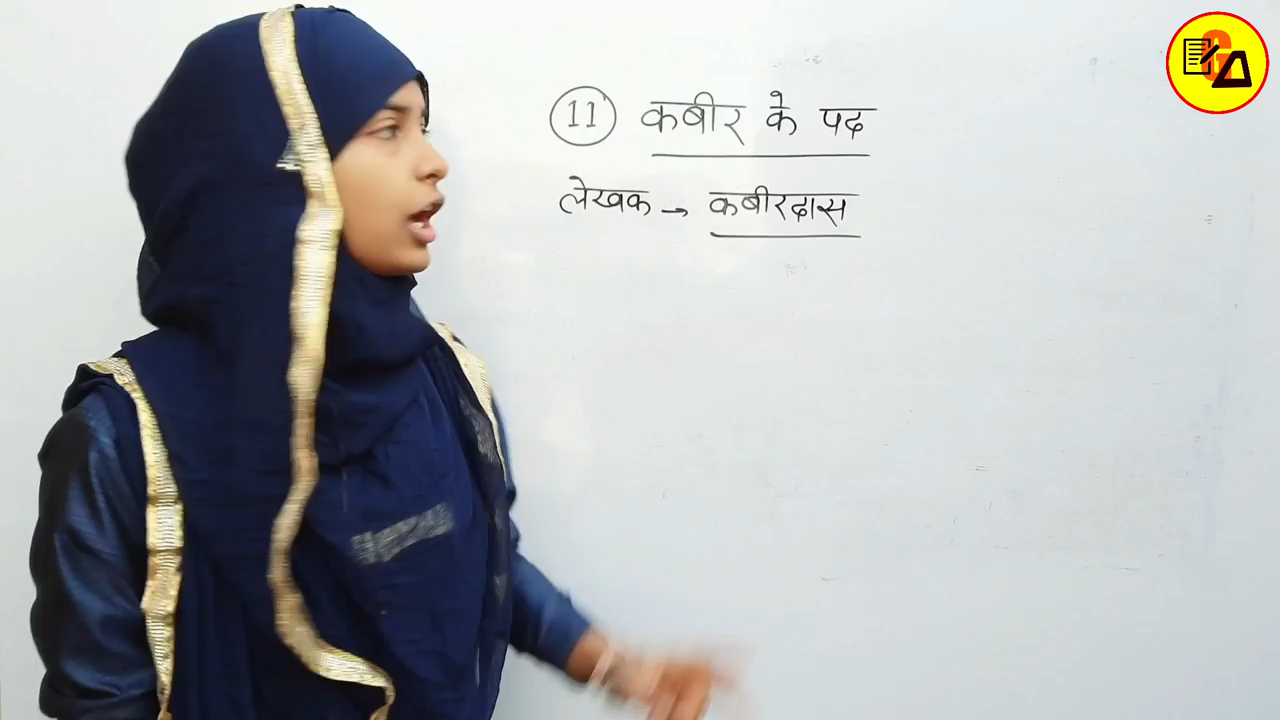 11 कबीर के पद
लेखक → कबीरदास